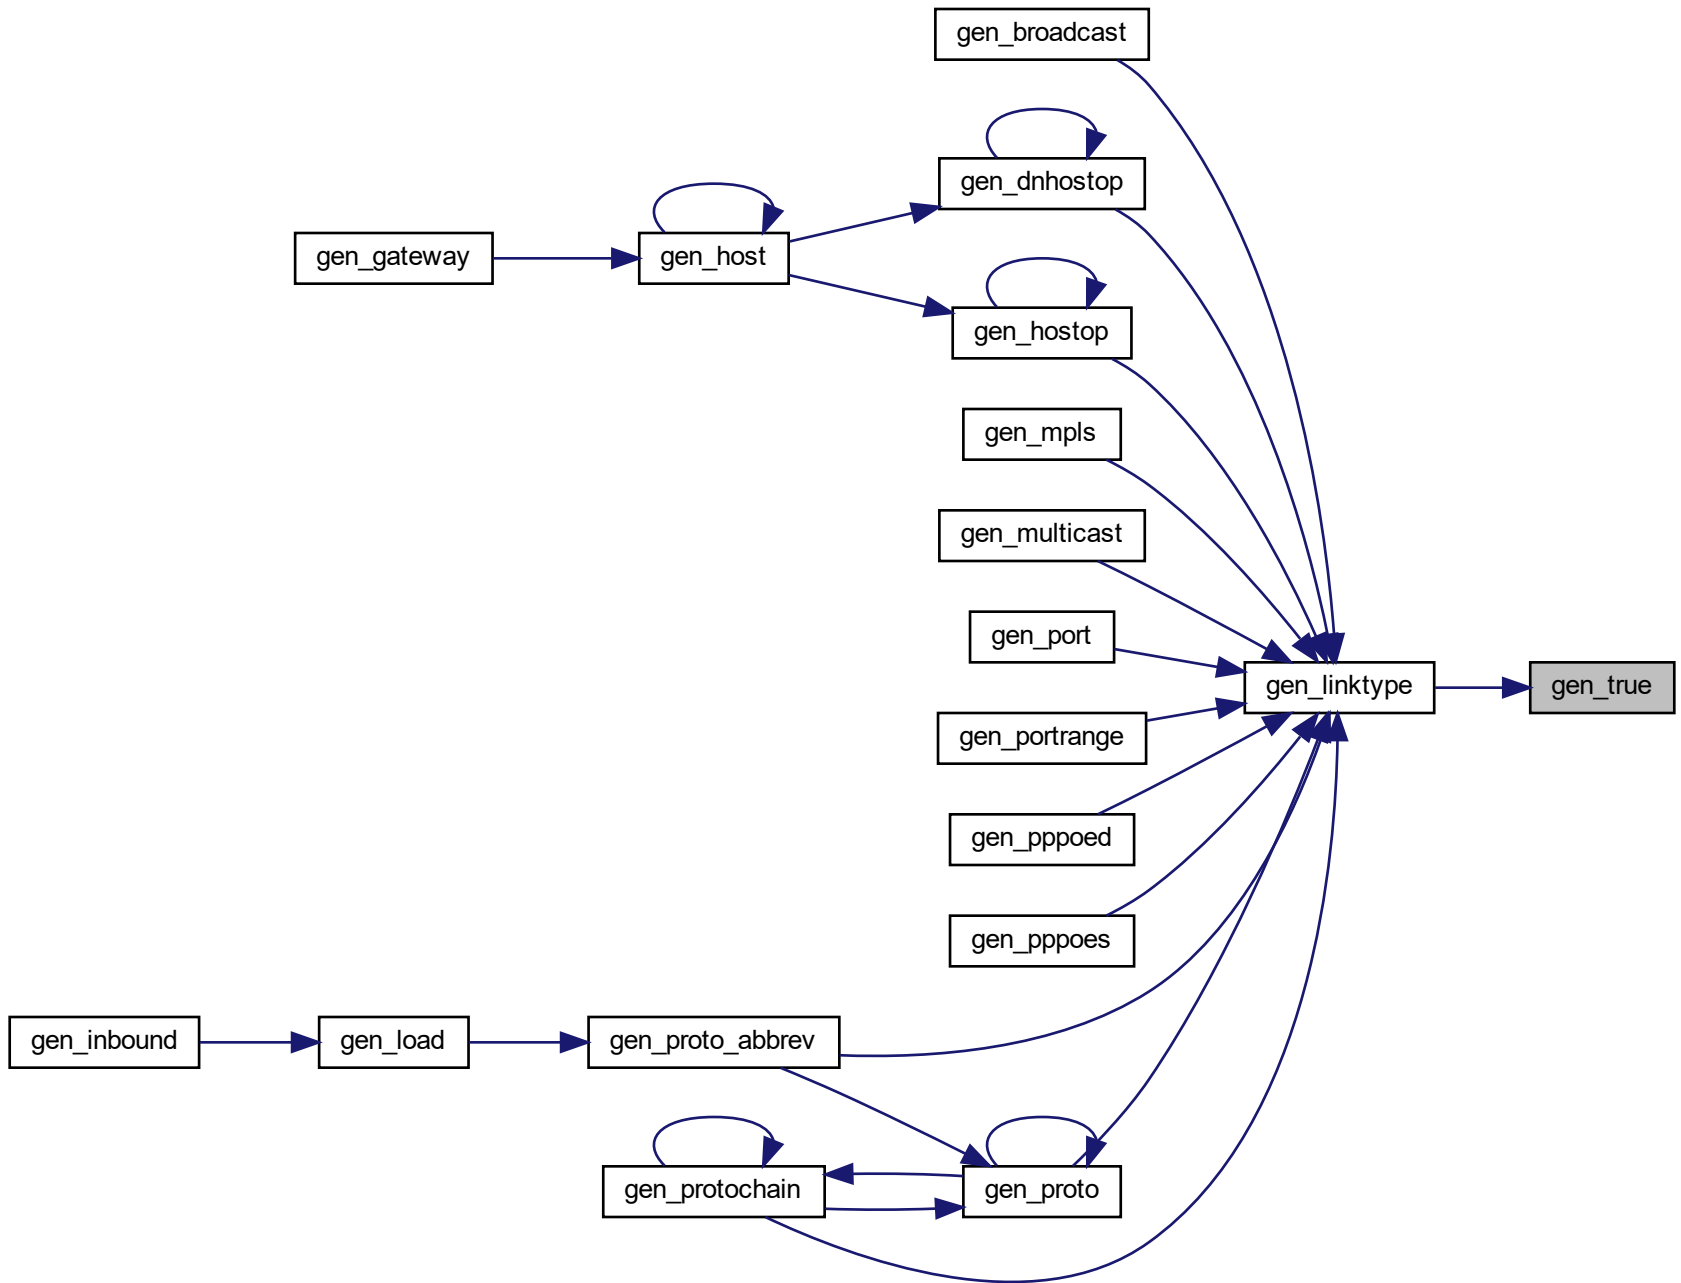 gen_broadcast
gen_dnhostop
gen_gateway
gen_host
gen_hostop
gen_mpls
gen_multicast
gen_port
gen_linktype
gen_true
gen_portrange
gen_pppoed
gen_pppoes
gen_inbound
gen_load
gen_proto_abbrev
gen_protochain
gen_proto